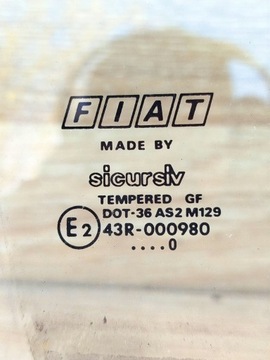 FIAT
MADE BY
sicursiv
TEMPERED GF
DOT-36 AS2 M129
E2 43R-000980
....0